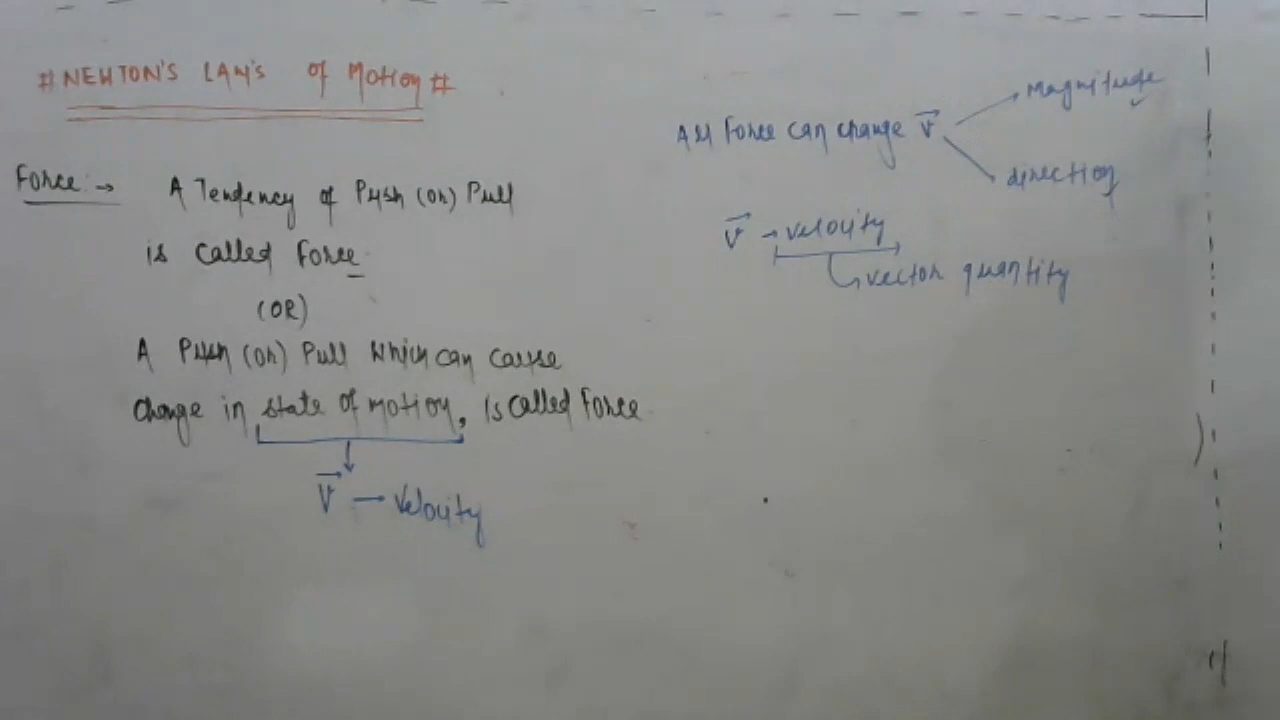 # NEWTON'S LAW'S of Motion #
Force :→ A Tendency of Push (or) Pull
is called Force
(OR)
A Push (or) Pull Which can cause
change in state of motion, is called Force.
V → Velocity
A Force can change V
Magnitude
direction
V → velocity
vector quantity